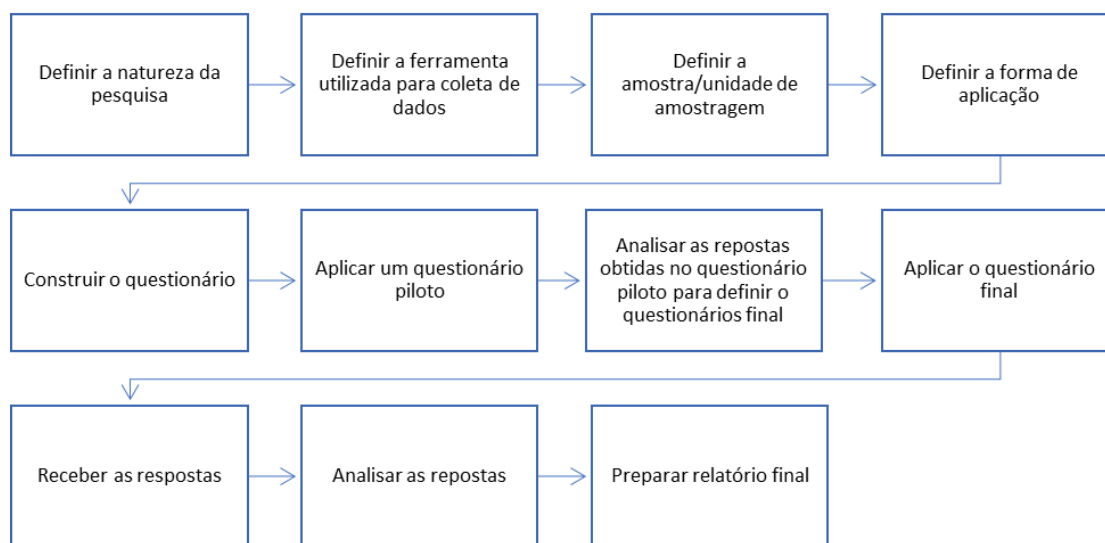 Definir a natureza da
pesquisa
Definir a ferramenta
utilizada para coleta de
dados
Definir a
amostra/unidade de
amostragem
Definir a forma de
aplicação
Construir o questionário
Aplicar um questionário
piloto
Analisar as repostas
obtidas no questionário
piloto para definir o
questionários final
Aplicar o questionário
final
Receber as respostas
Analisar as repostas
Preparar relatório final